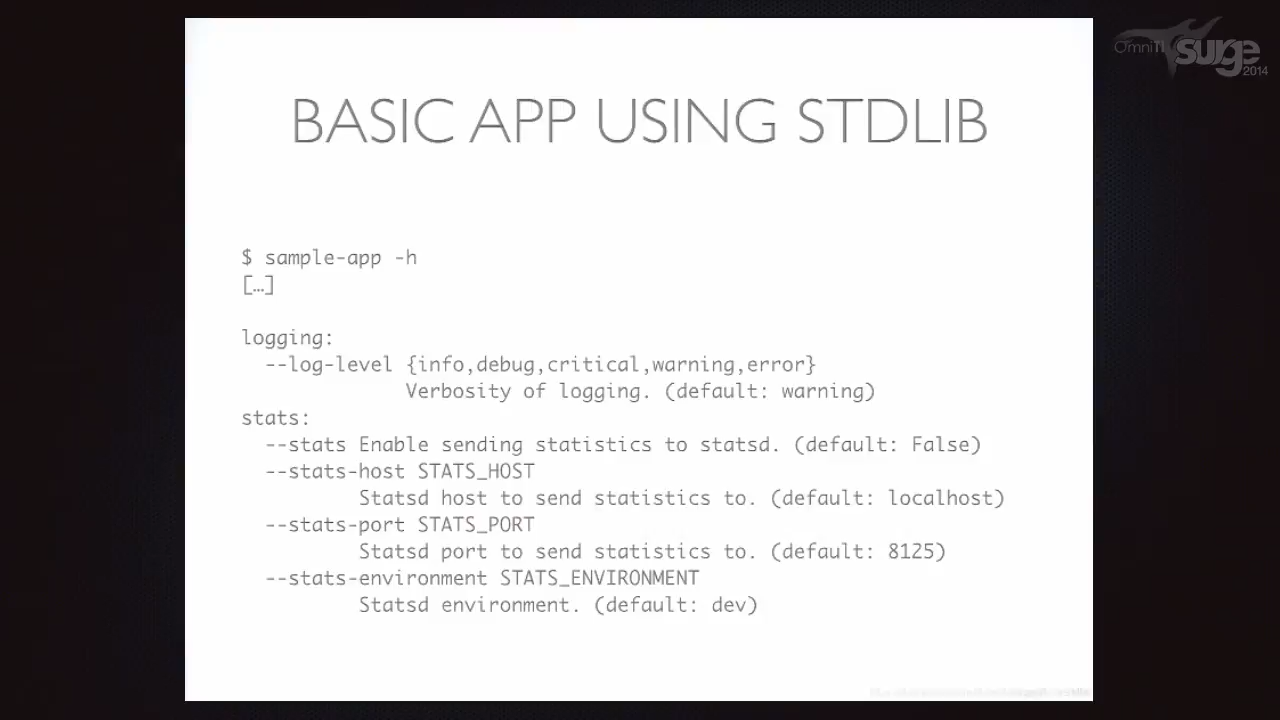 OmniTI surge 2014
BASIC APP USING STDLIB
$ sample-app -h
[…]
logging:
--log-level {info,debug,critical,warning,error}
Verbosity of logging. (default: warning)
stats:
--stats Enable sending statistics to statsd. (default: False)
--stats-host STATS_HOST
Statsd host to send statistics to. (default: localhost)
--stats-port STATS_PORT
Statsd port to send statistics to. (default: 8125)
--stats-environment STATS_ENVIRONMENT
Statsd environment. (default: dev)